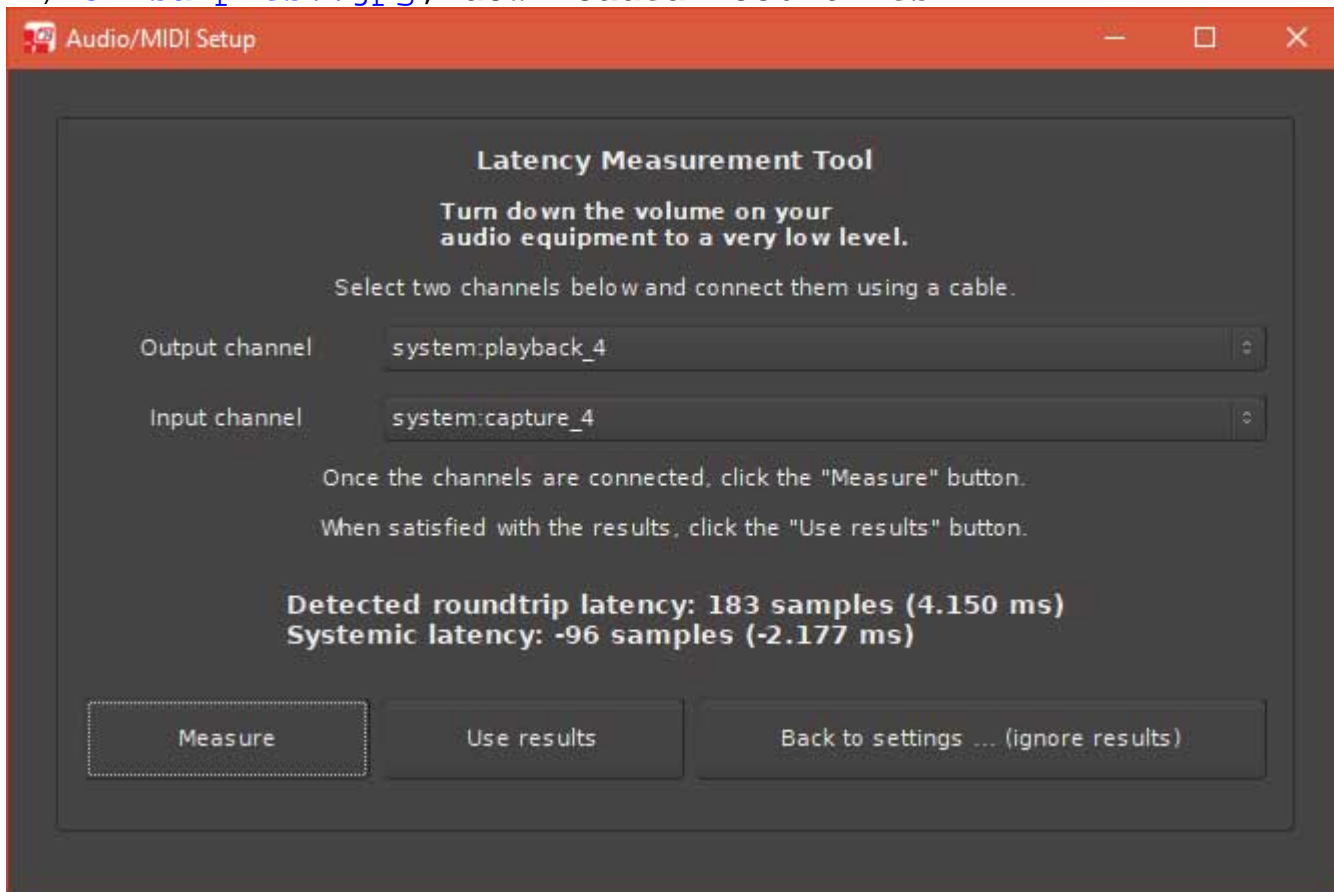 Audio/MIDI Setup
Latency Measurement Tool
Turn down the volume on your
audio equipment to a very low level.
Select two channels below and connect them using a cable.
Output channel system:playback_4
Input channel system:capture_4
Once the channels are connected, click the "Measure" button.
When satisfied with the results, click the "Use results" button.
Detected roundtrip latency: 183 samples (4.150 ms)
Systemic latency: -96 samples (-2.177 ms)
Measure Use results Back to settings ... (ignore results)